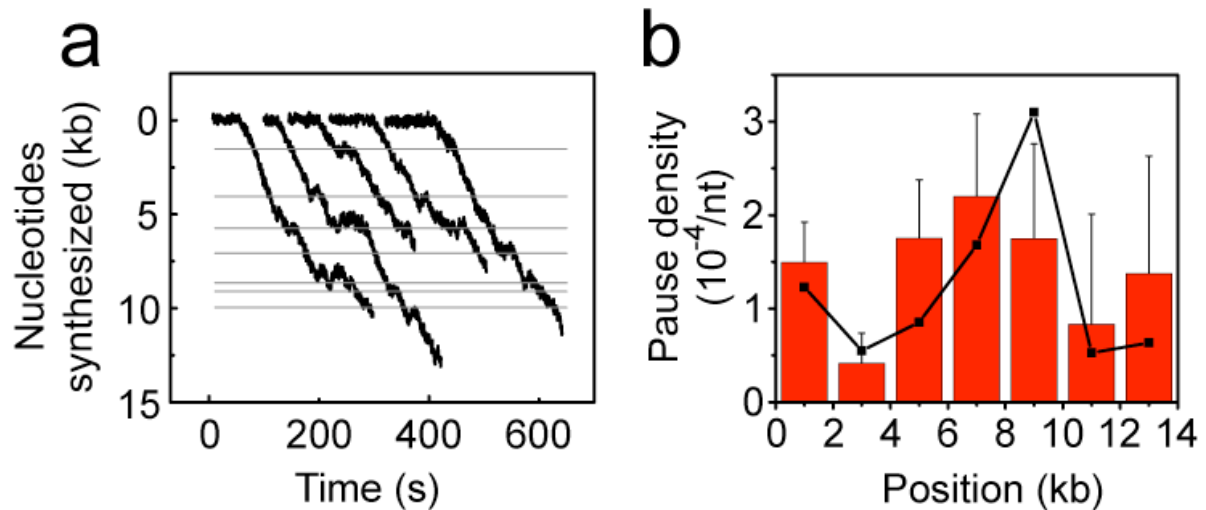 a
Nucleotides
synthesized (kb)
0
5
10
15
0
200
400
600
Time (s)
b
Pause density
(10⁻⁴/nt)
3
2
1
0
0
2
4
6
8
10
12
14
Position (kb)